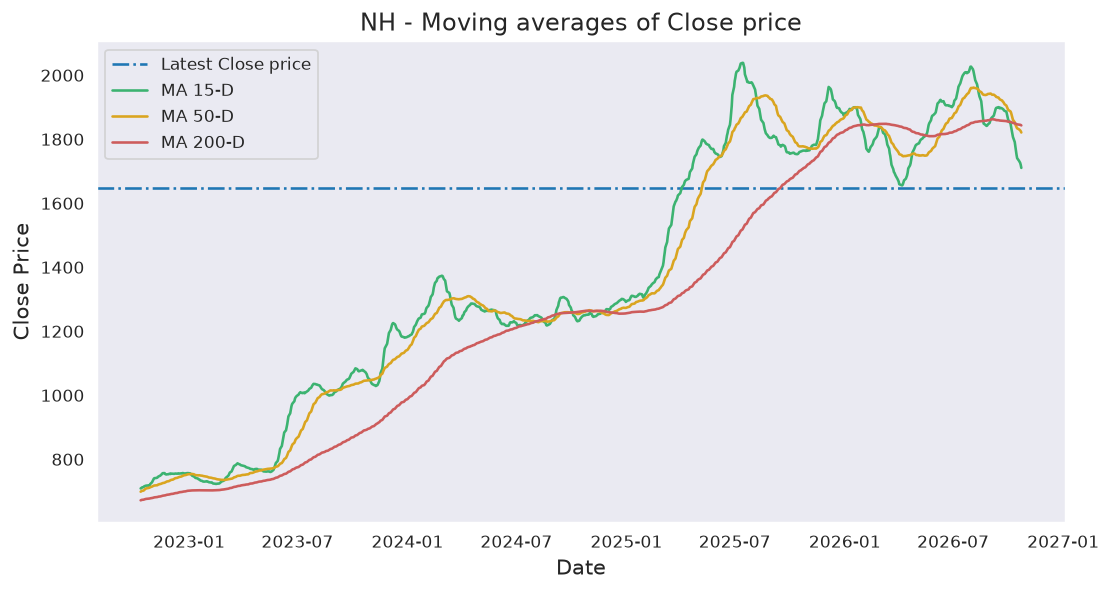 NH - Moving averages of Close price
Latest Close price
MA 15-D
MA 50-D
MA 200-D
Close Price
2000
1800
1600
1400
1200
1000
800
2023-01
2023-07
2024-01
2024-07
2025-01
2025-07
2026-01
2026-07
2027-01
Date